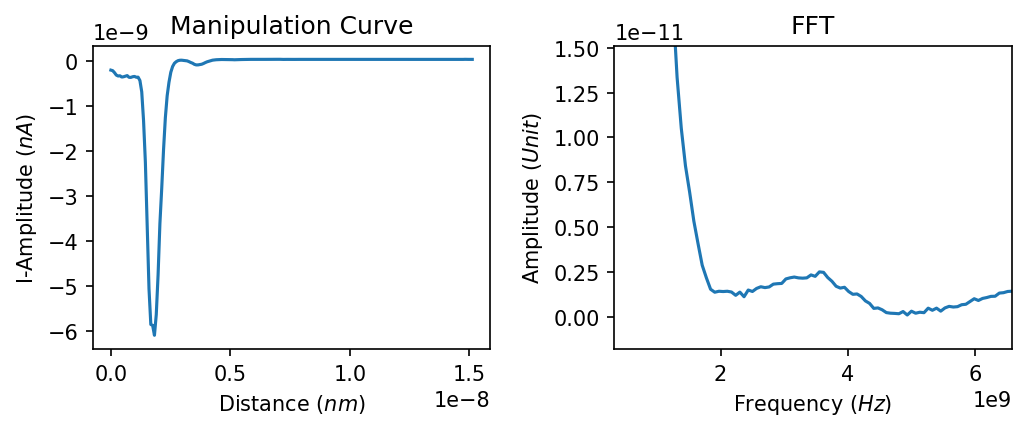 Manipulation Curve
1e−9
0
−1
−2
−3
−4
−5
−6
I-Amplitude (nA)
0.0 0.5 1.0 1.5
1e−8
Distance (nm)
FFT
1e−11
1.50
1.25
1.00
0.75
0.50
0.25
0.00
Amplitude (Unit)
2 4 6
1e9
Frequency (Hz)